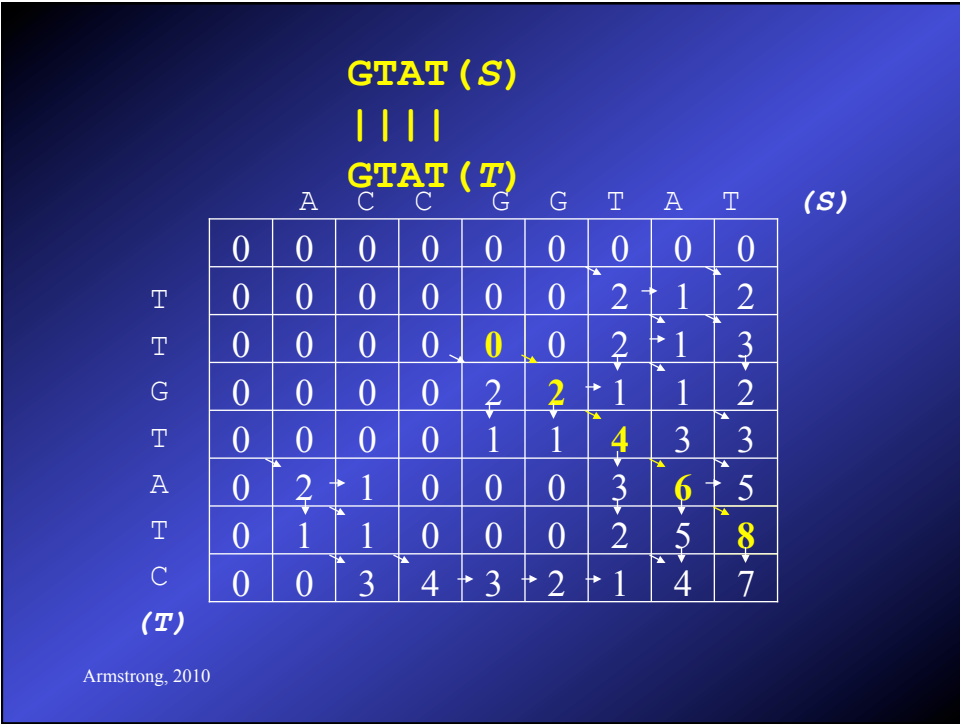 GTAT(S)
||||
GTAT(T)
A C C G G T A T (S)
0 0 0 0 0 0 0 0 0
T 0 0 0 0 0 0 2 1 2
T 0 0 0 0 0 0 2 1 3
G 0 0 0 0 2 2 1 1 2
T 0 0 0 0 1 1 4 3 3
A 0 2 1 0 0 0 3 6 5
T 0 1 1 0 0 0 2 5 8
C 0 0 3 4 3 2 1 4 7
(T)
Armstrong, 2010